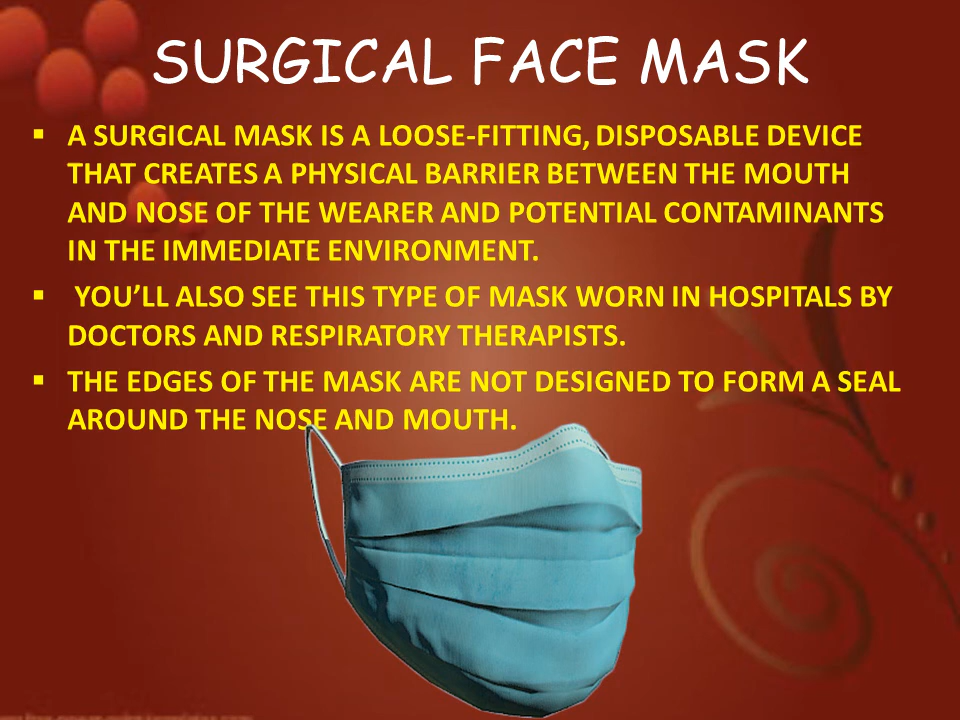 SURGICAL FACE MASK
▪ A SURGICAL MASK IS A LOOSE-FITTING, DISPOSABLE DEVICE
THAT CREATES A PHYSICAL BARRIER BETWEEN THE MOUTH
AND NOSE OF THE WEARER AND POTENTIAL CONTAMINANTS
IN THE IMMEDIATE ENVIRONMENT.
▪ YOU’LL ALSO SEE THIS TYPE OF MASK WORN IN HOSPITALS BY
DOCTORS AND RESPIRATORY THERAPISTS.
▪ THE EDGES OF THE MASK ARE NOT DESIGNED TO FORM A SEAL
AROUND THE NOSE AND MOUTH.